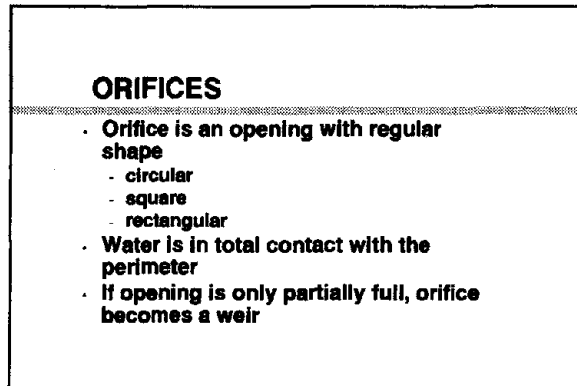 ORIFICES
· Orifice is an opening with regular
shape
- circular
- square
- rectangular
· Water is in total contact with the
perimeter
· If opening is only partially full, orifice
becomes a weir